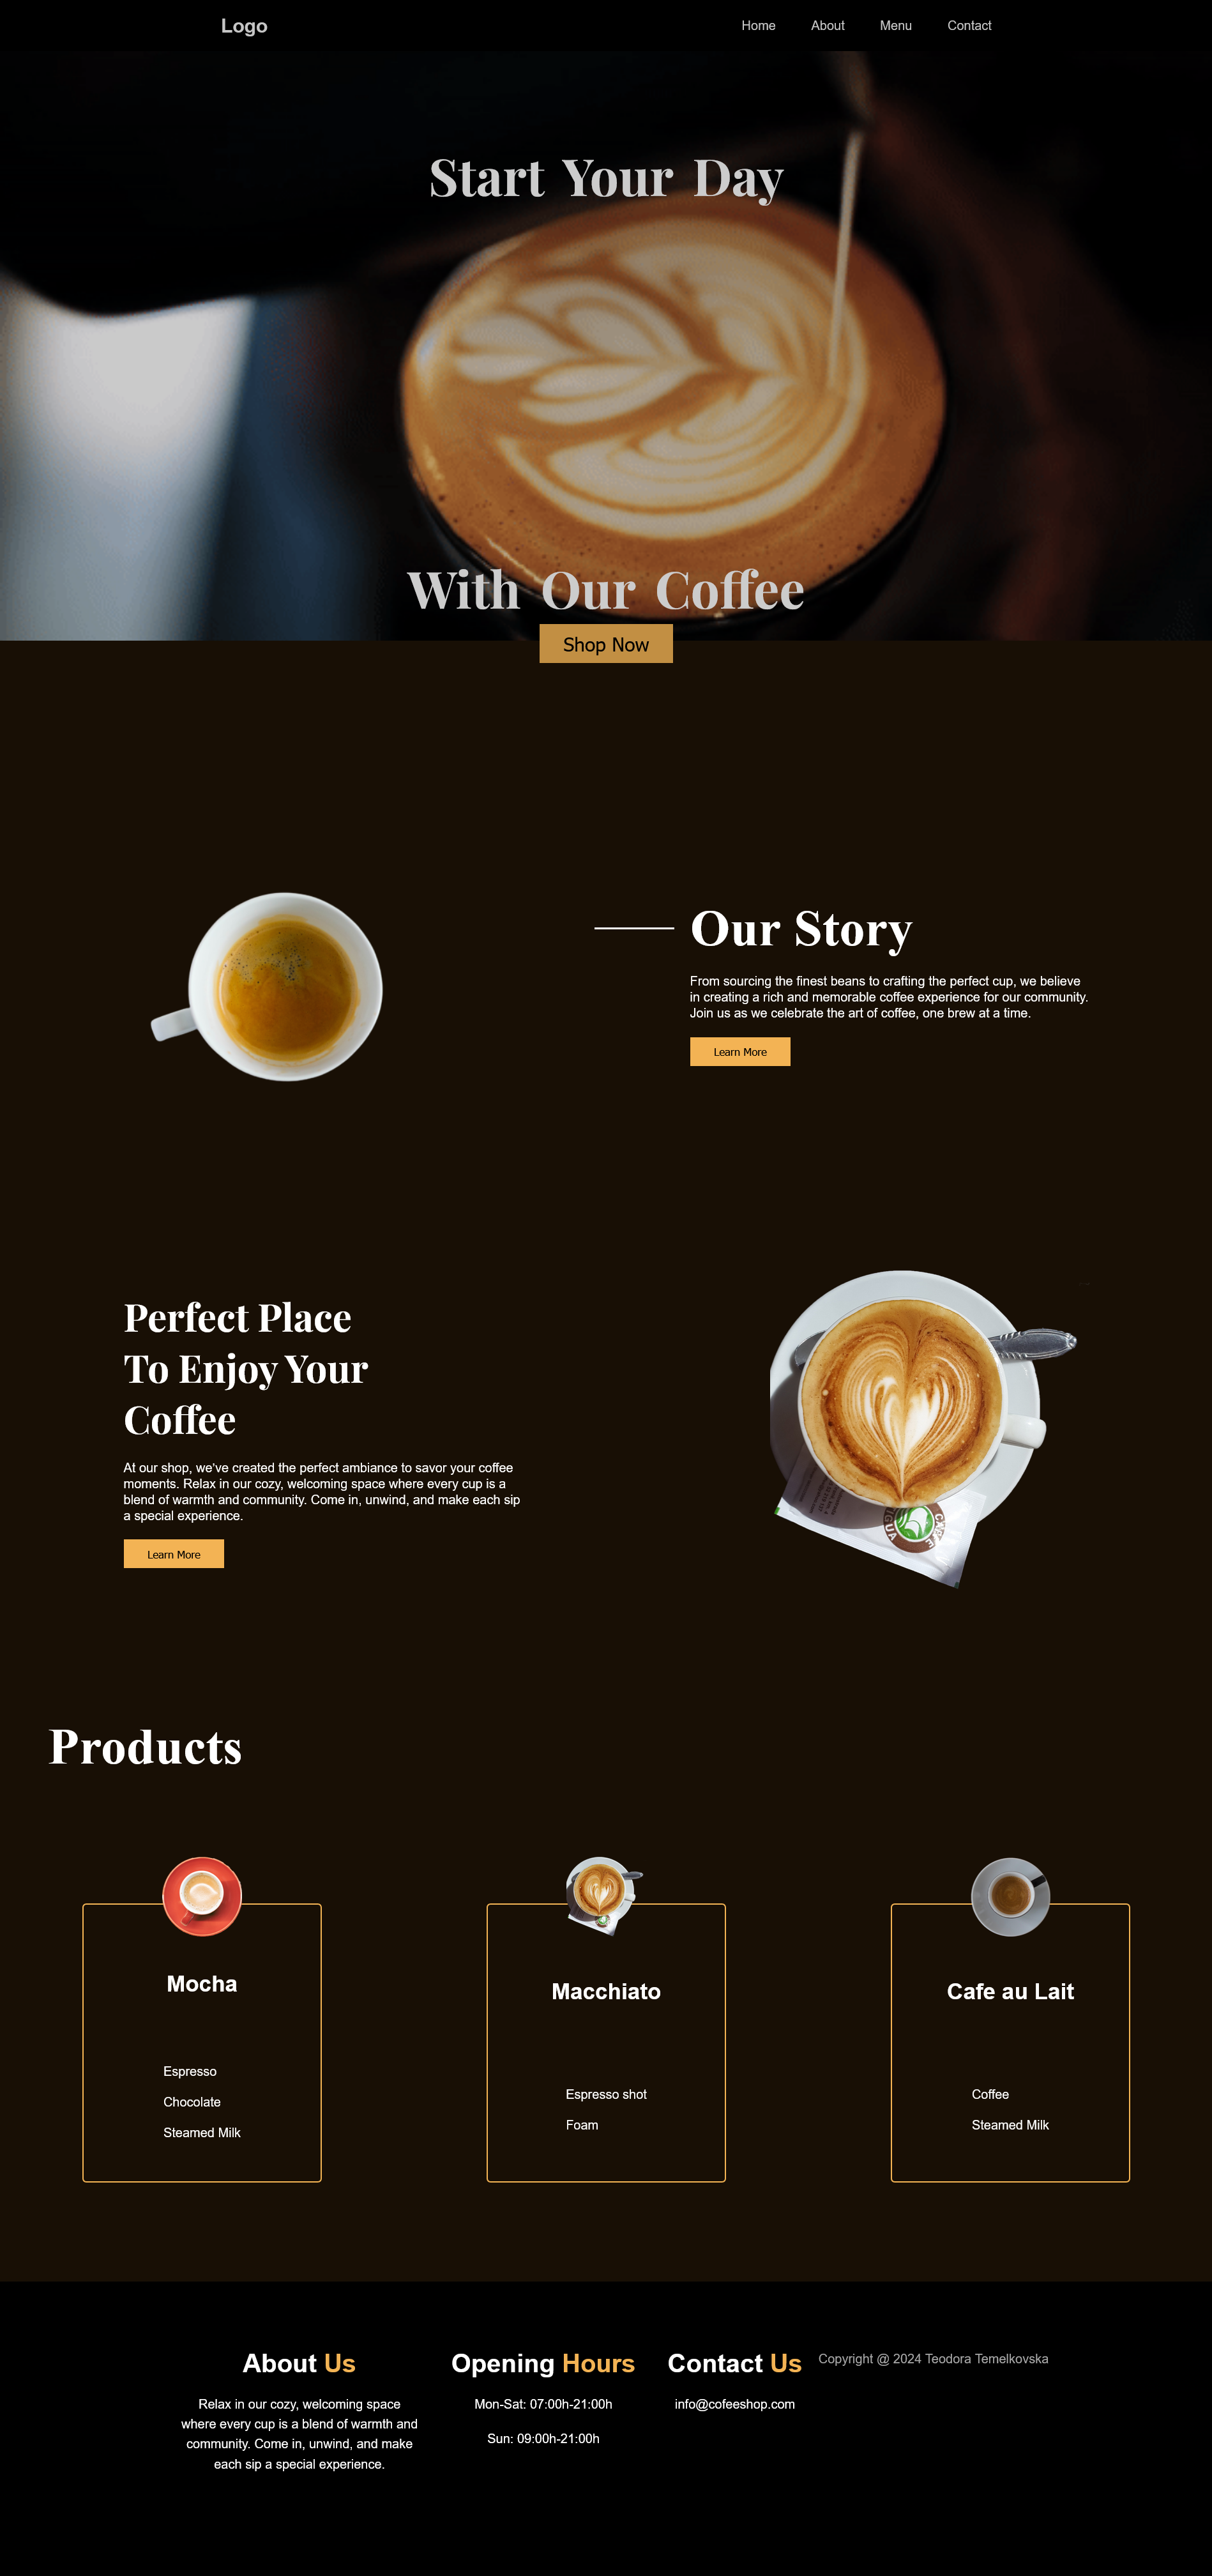 Logo
Home About Menu Contact
Start Your Day
With Our Coffee
Shop Now
Our Story
From sourcing the finest beans to crafting the perfect cup, we believe
in creating a rich and memorable coffee experience for our community.
Join us as we celebrate the art of coffee, one brew at a time.
Learn More
Perfect Place
To Enjoy Your
Coffee
At our shop, we've created the perfect ambiance to savor your coffee
moments. Relax in our cozy, welcoming space where every cup is a
blend of warmth and community. Come in, unwind, and make each sip
a special experience.
Learn More
Products
Mocha
Espresso
Chocolate
Steamed Milk
Macchiato
Espresso shot
Foam
Cafe au Lait
Coffee
Steamed Milk
About Us
Relax in our cozy, welcoming space
where every cup is a blend of warmth and
community. Come in, unwind, and make
each sip a special experience.
Opening Hours
Mon-Sat: 07:00h-21:00h
Sun: 09:00h-21:00h
Contact Us
info@cofeeshop.com
Copyright @ 2024 Teodora Temelkovska